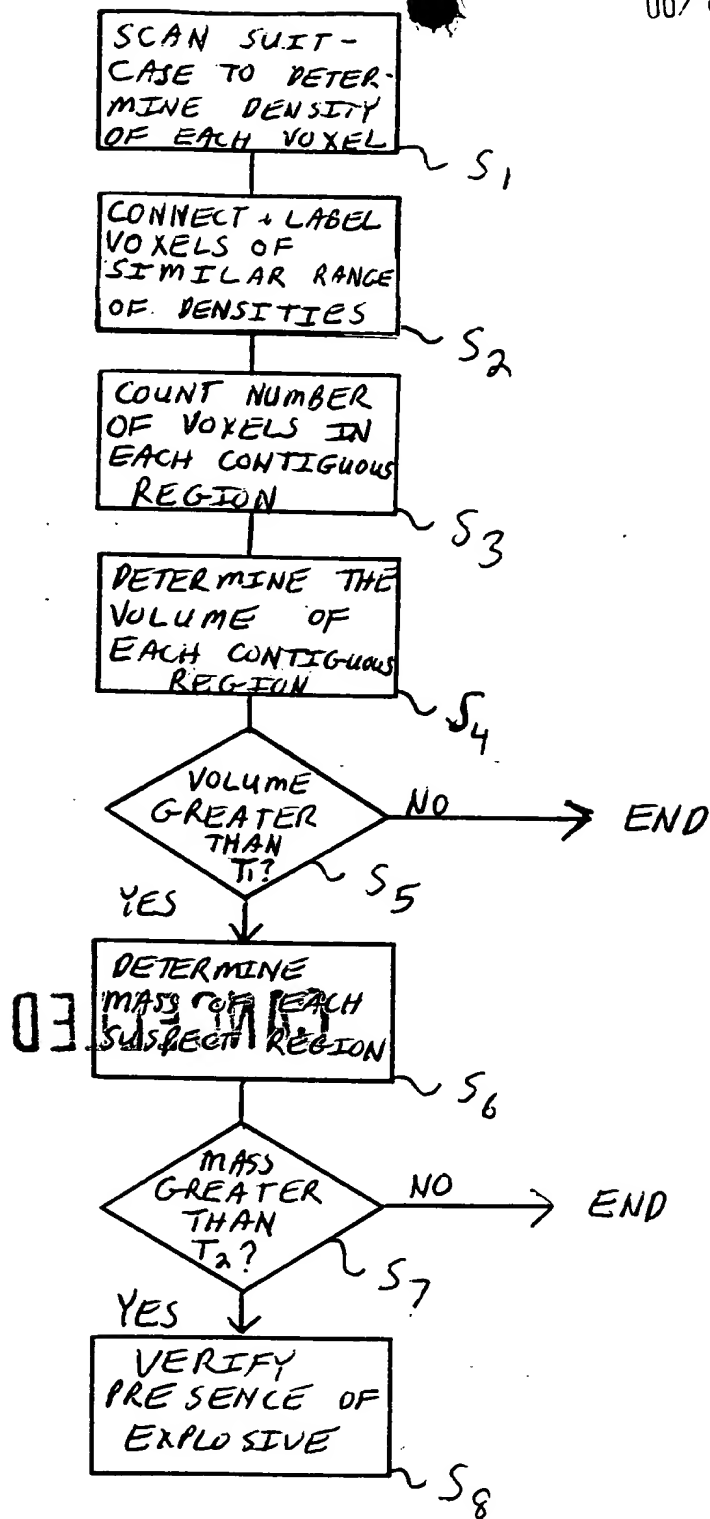 SCAN SUIT-
CASE TO DETER-
MINE DENSITY
OF EACH VOXEL
S1
CONNECT + LABEL
VOXELS OF
SIMILAR RANGE
OF DENSITIES
S2
COUNT NUMBER
OF VOXELS IN
EACH CONTIGUOUS
REGION
S3
DETERMINE THE
VOLUME OF
EACH CONTIGUOUS
REGION
S4
VOLUME
GREATER
THAN
T1?
NO
END
S5
YES
DETERMINE
MASS OF EACH
SUSPECT REGION
S6
MASS
GREATER
THAN
T2?
NO
END
S7
YES
VERIFY
PRESENCE OF
EXPLOSIVE
S8